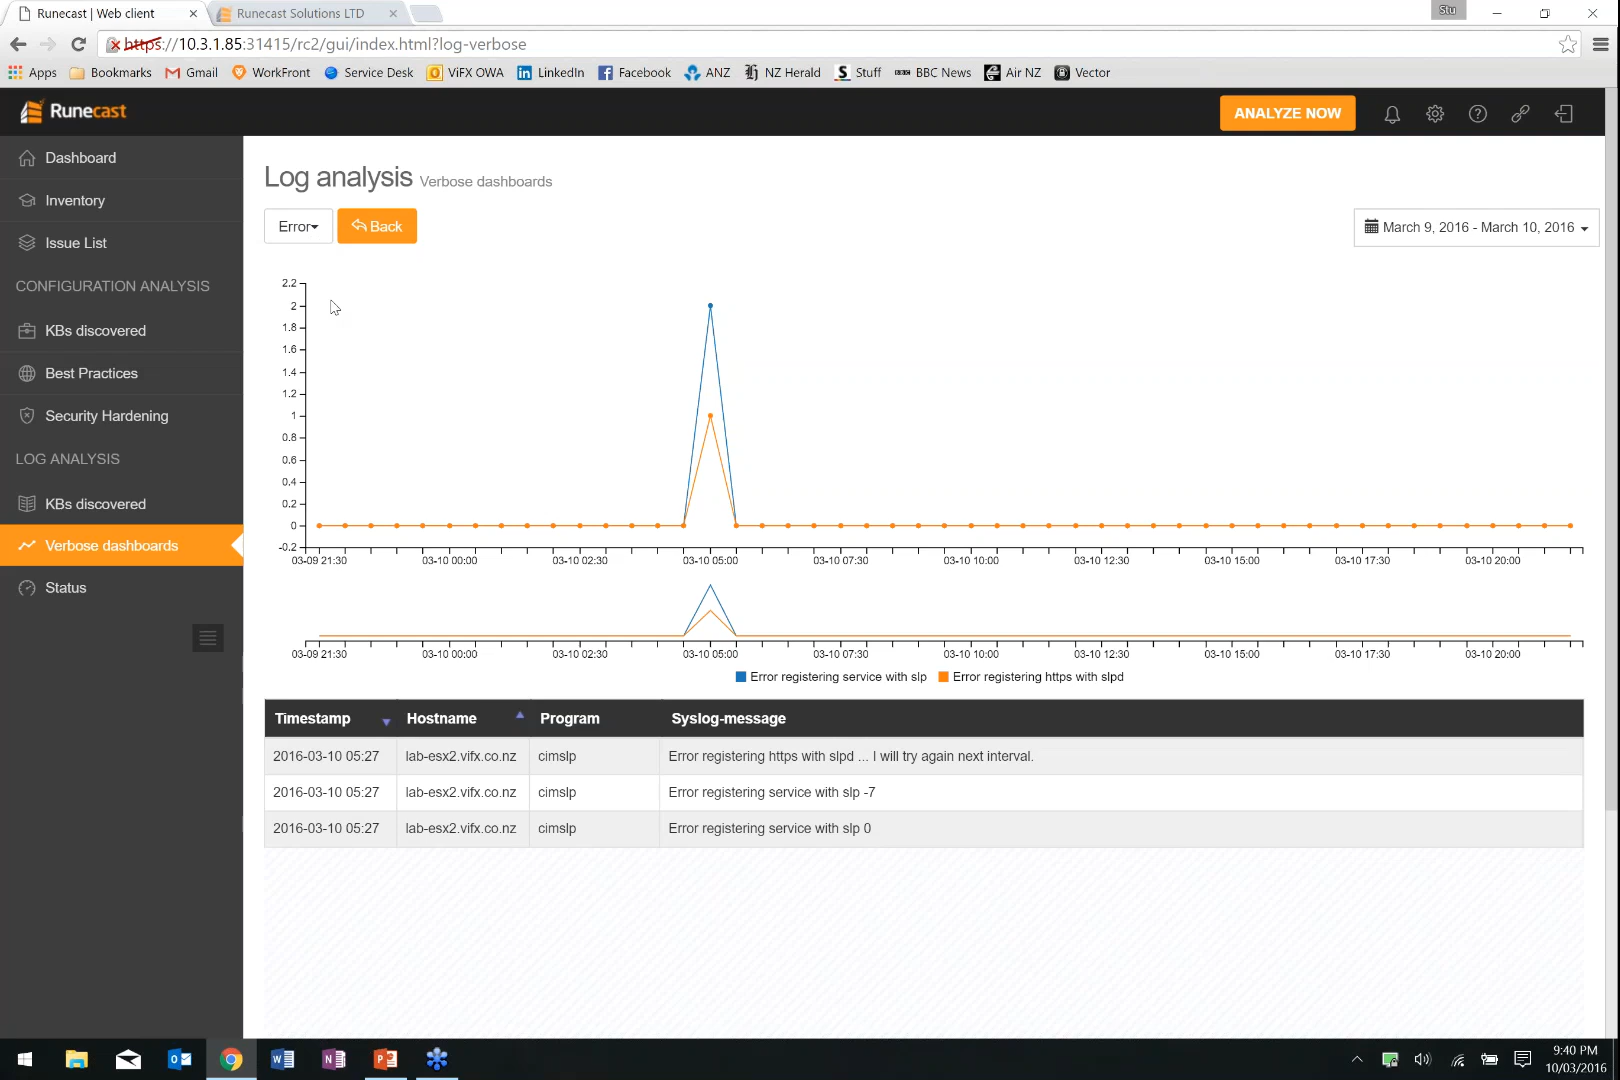 Runecast | Web client
Runecast Solutions LTD
Stu
https://10.3.1.85:31415/rc2/gui/index.html?log-verbose
Apps Bookmarks Gmail WorkFront Service Desk ViFX OWA LinkedIn Facebook ANZ NZ Herald Stuff BBC News Air NZ Vector
Runecast
ANALYZE NOW
Dashboard
Inventory
Issue List
CONFIGURATION ANALYSIS
KBs discovered
Best Practices
Security Hardening
LOG ANALYSIS
KBs discovered
Verbose dashboards
Status
Log analysis Verbose dashboards
Error
Back
March 9, 2016 - March 10, 2016
2.2
2
1.8
1.6
1.4
1.2
1
0.8
0.6
0.4
0.2
0
-0.2
03-09 21:30 03-10 00:00 03-10 02:30 03-10 05:00 03-10 07:30 03-10 10:00 03-10 12:30 03-10 15:00 03-10 17:30 03-10 20:00
03-09 21:30 03-10 00:00 03-10 02:30 03-10 05:00 03-10 07:30 03-10 10:00 03-10 12:30 03-10 15:00 03-10 17:30 03-10 20:00
Error registering service with slp Error registering https with slpd
Timestamp Hostname Program Syslog-message
2016-03-10 05:27 lab-esx2.vifx.co.nz cimslp Error registering https with slpd ... I will try again next interval.
2016-03-10 05:27 lab-esx2.vifx.co.nz cimslp Error registering service with slp -7
2016-03-10 05:27 lab-esx2.vifx.co.nz cimslp Error registering service with slp 0
9:40 PM
10/03/2016